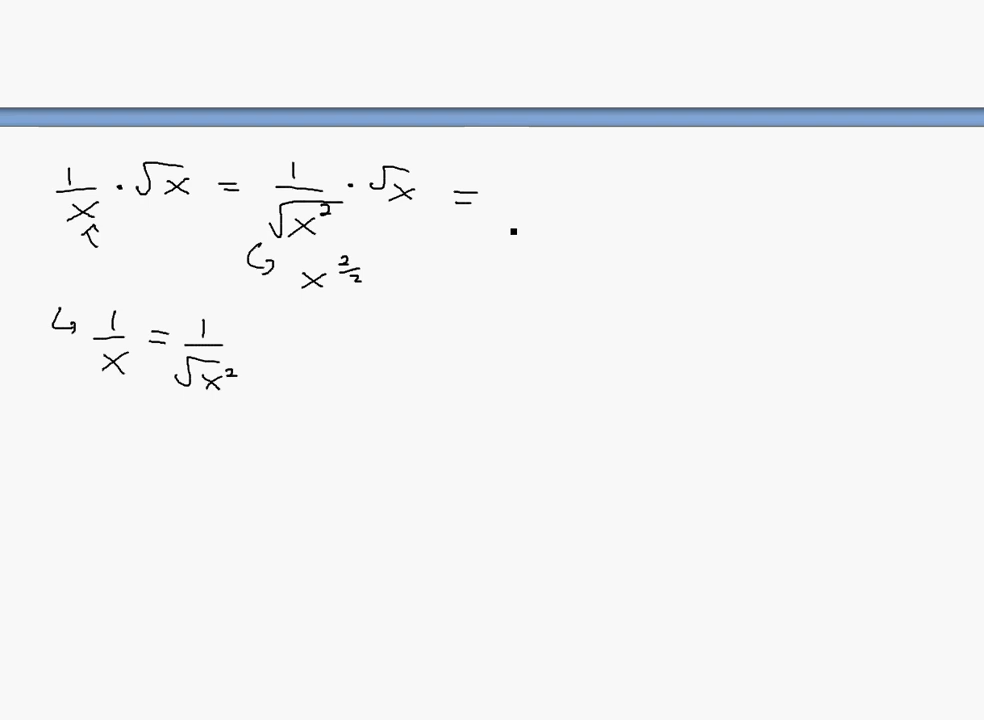 1/x · √x = 1/√x² · √x =
↳ x^(2/2)
↳ 1/x = 1/√x²